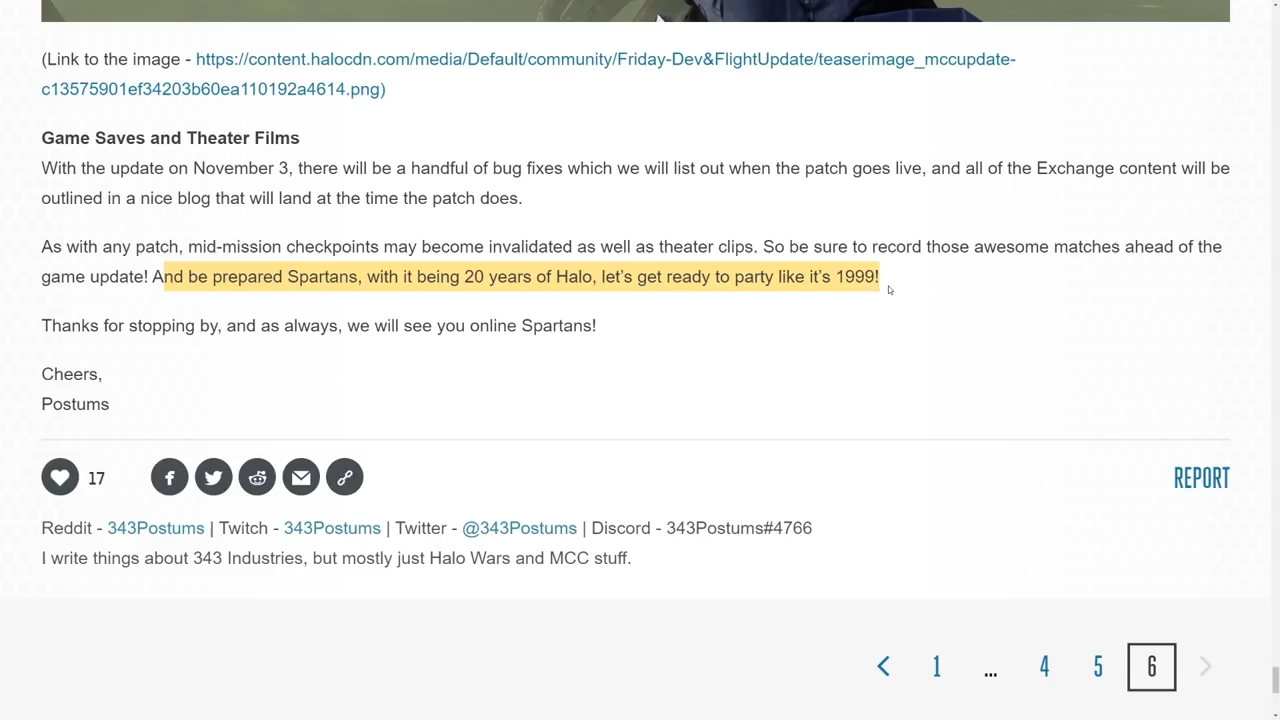 (Link to the image - https://content.halocdn.com/media/Default/community/Friday-Dev&FlightUpdate/teaserimage_mccupdate-
c13575901ef34203b60ea110192a4614.png)
Game Saves and Theater Films
With the update on November 3, there will be a handful of bug fixes which we will list out when the patch goes live, and all of the Exchange content will be
outlined in a nice blog that will land at the time the patch does.
As with any patch, mid-mission checkpoints may become invalidated as well as theater clips. So be sure to record those awesome matches ahead of the
game update! And be prepared Spartans, with it being 20 years of Halo, let’s get ready to party like it’s 1999!
Thanks for stopping by, and as always, we will see you online Spartans!
Cheers,
Postums
17
REPORT
Reddit - 343Postums | Twitch - 343Postums | Twitter - @343Postums | Discord - 343Postums#4766
I write things about 343 Industries, but mostly just Halo Wars and MCC stuff.
1 ... 4 5 6